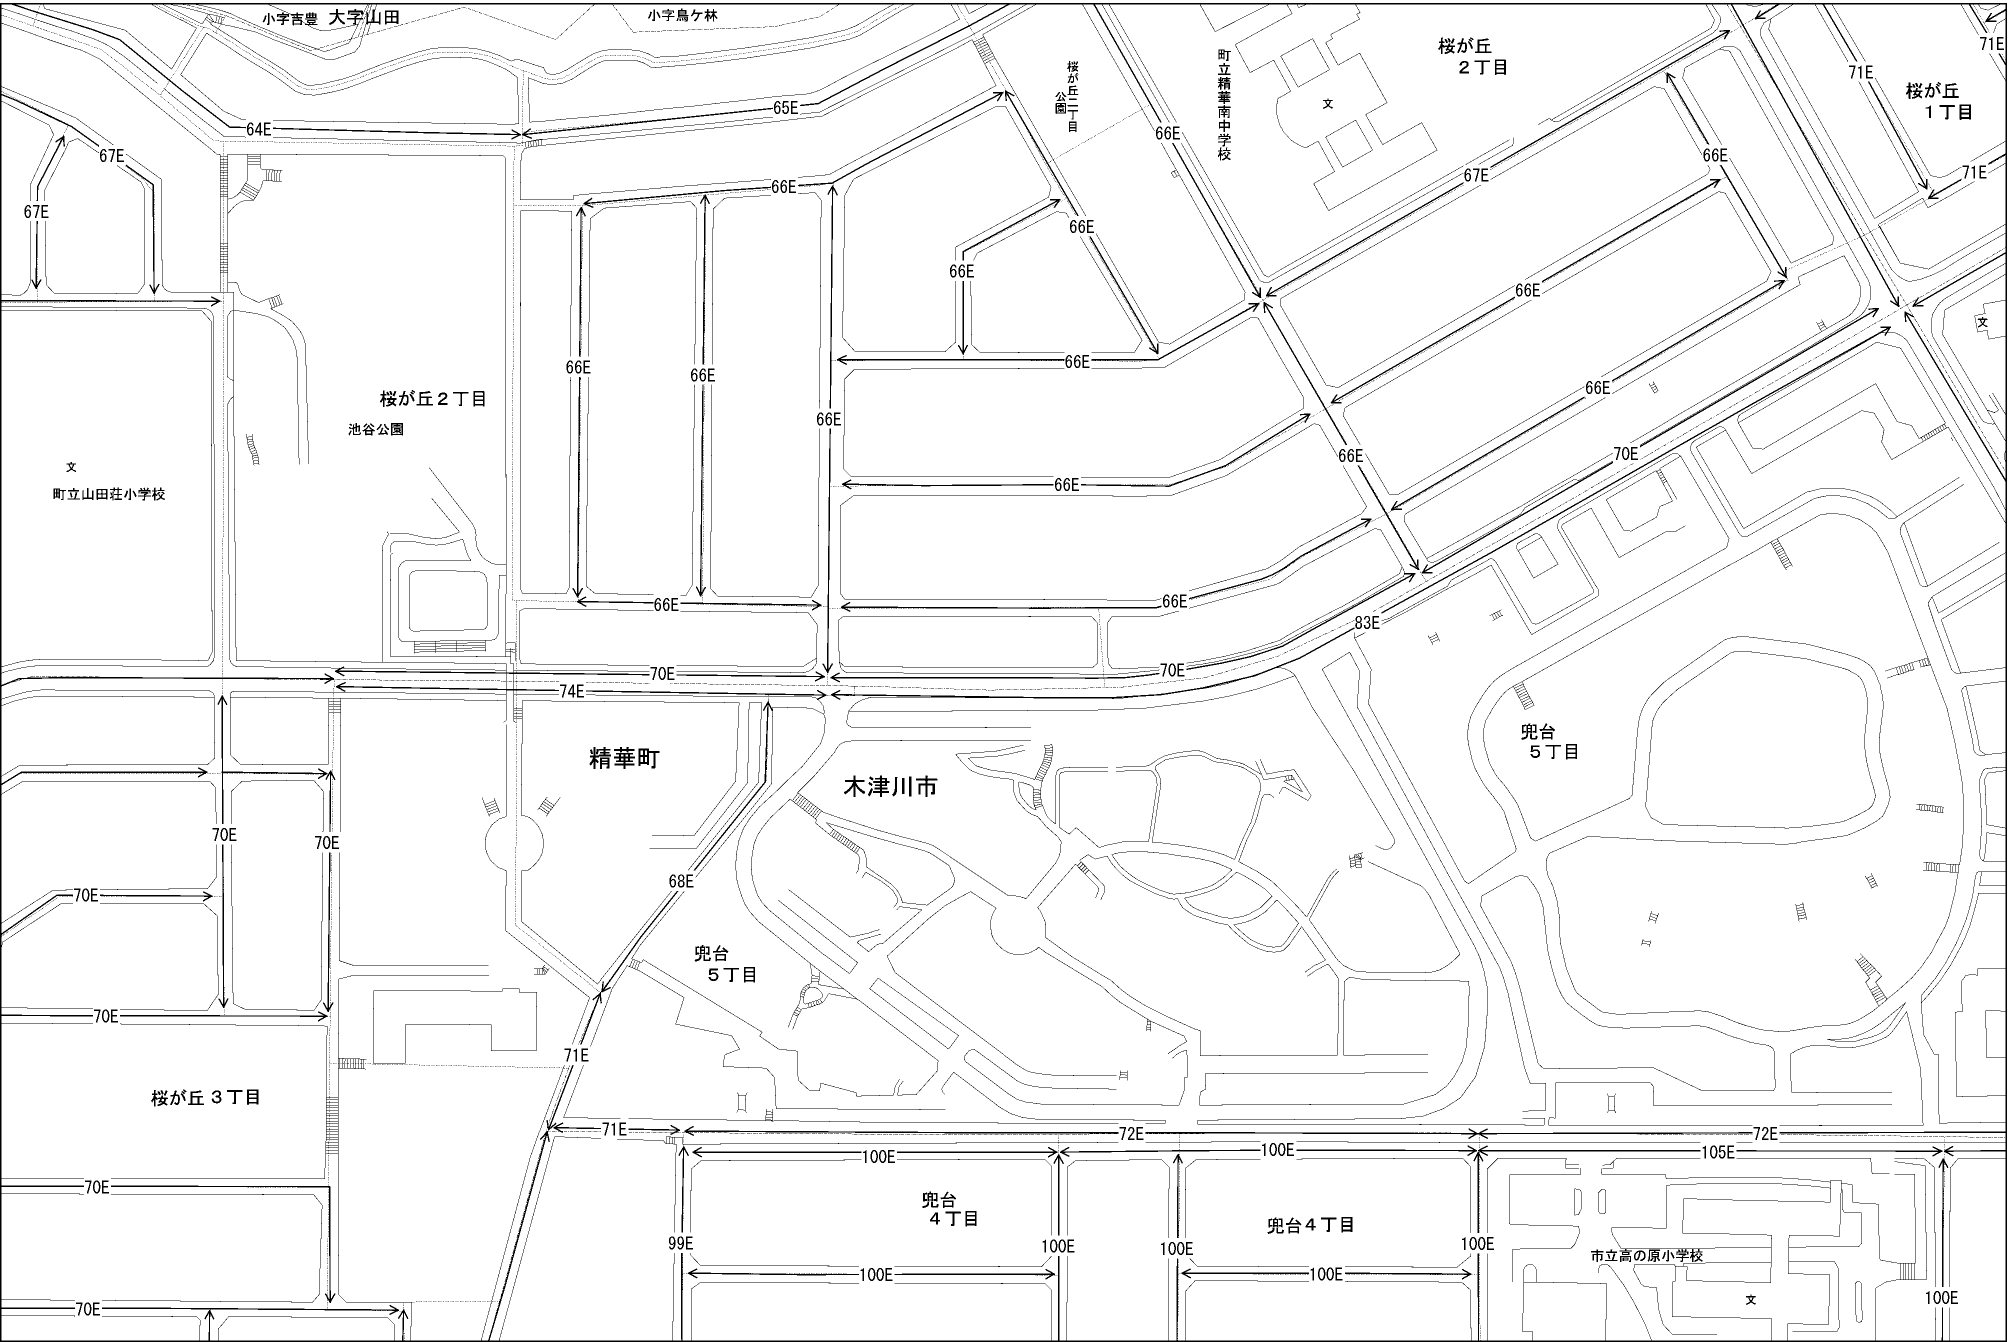 小字吉豊
大字山田
小字鳥ケ林
桜が丘二丁目
公園
町立精華南中学校
文
桜が丘
２丁目
71E
71E
桜が丘
１丁目
64E
65E
66E
67E
66E
71E
67E
67E
66E
66E
66E
66E
66E
文
66E
66E
66E
66E
66E
桜が丘２丁目
池谷公園
66E
66E
70E
文
町立山田荘小学校
66E
66E
66E
83E
70E
70E
74E
兜台
５丁目
精華町
木津川市
70E
70E
68E
70E
兜台
５丁目
70E
71E
桜が丘３丁目
71E
72E
72E
100E
100E
105E
70E
兜台
４丁目
兜台４丁目
99E
100E
100E
100E
市立高の原小学校
100E
100E
文
100E
70E